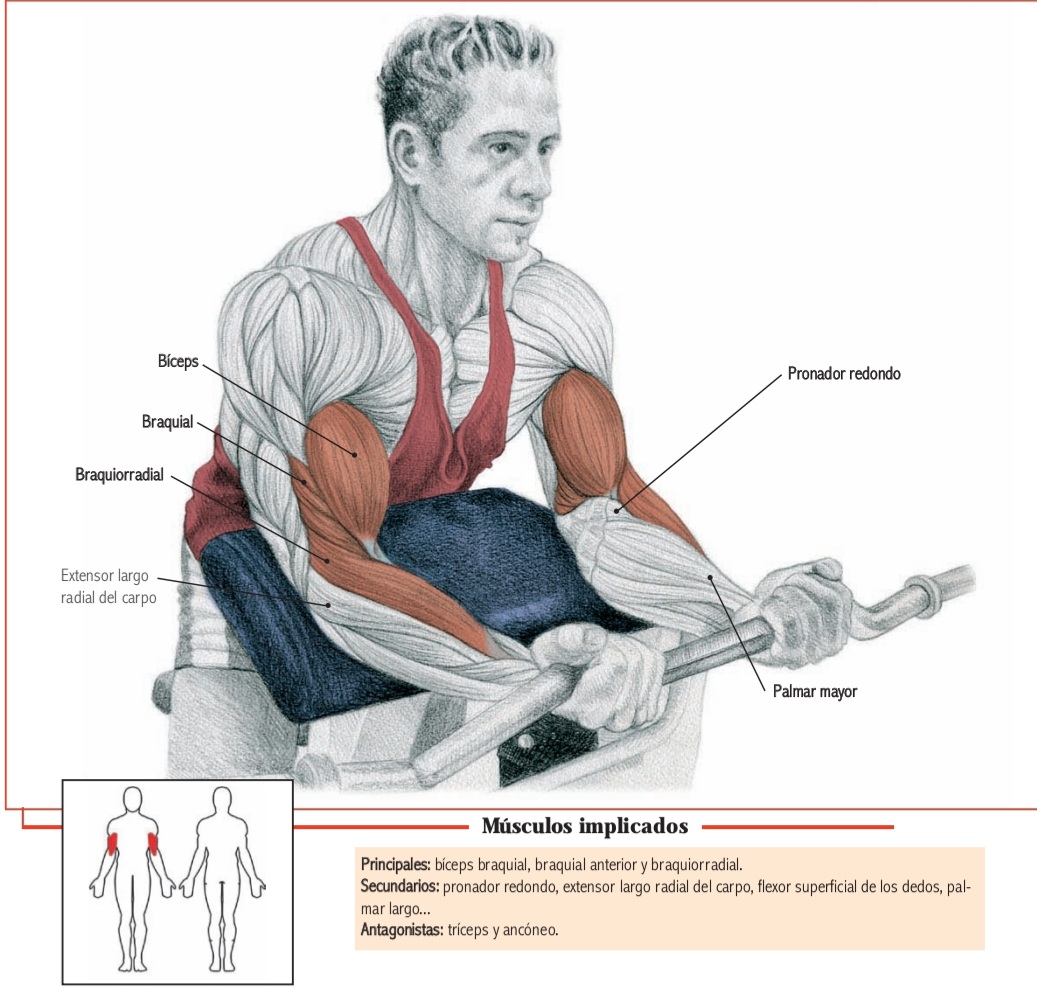 Bíceps
Pronador redondo
Braquial
Braquiorradial
Extensor largo
radial del carpo
Palmar mayor
Músculos implicados
Principales: bíceps braquial, braquial anterior y braquiorradial.
Secundarios: pronador redondo, extensor largo radial del carpo, flexor superficial de los dedos, pal-
mar largo...
Antagonistas: tríceps y ancóneo.